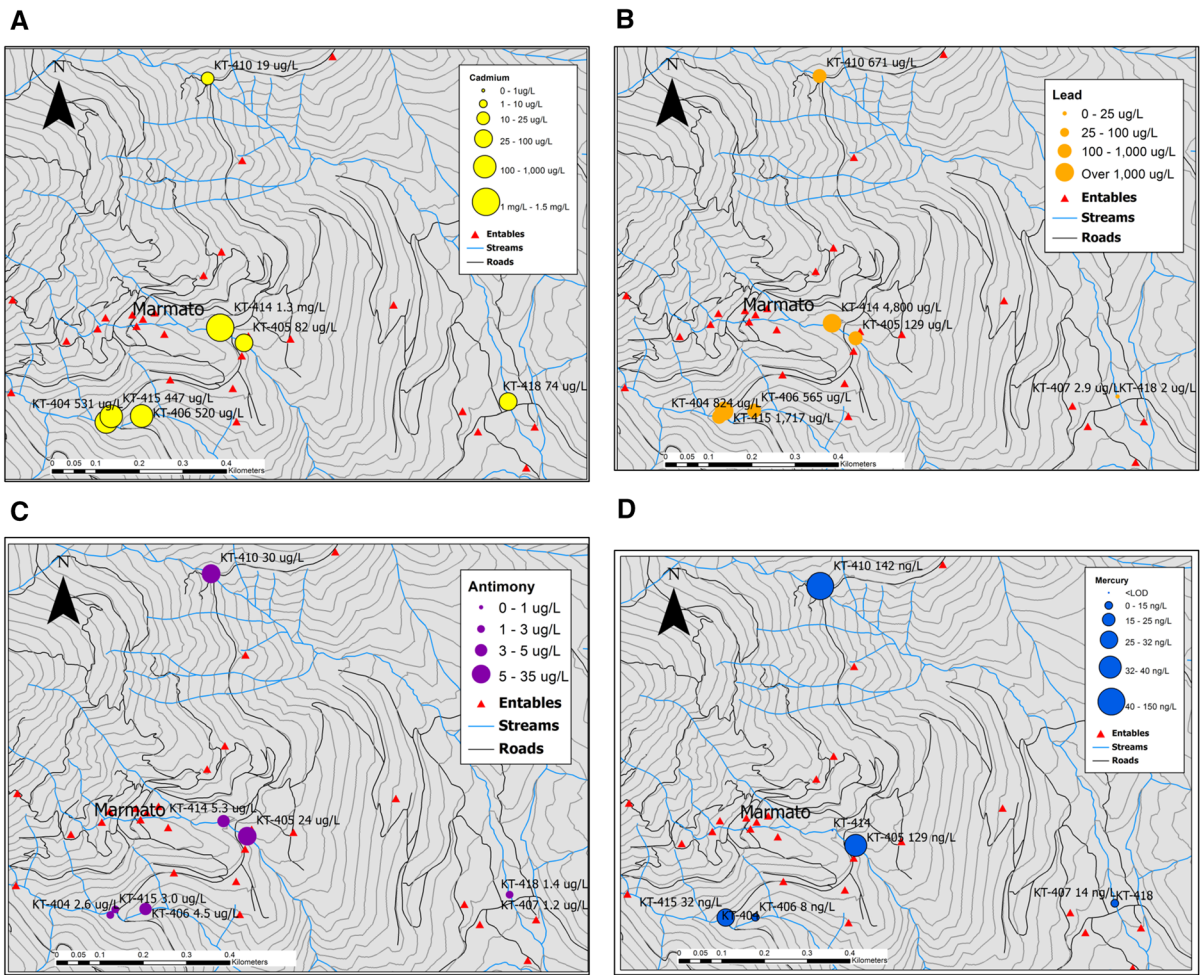 A
KT-410 19 ug/L
N
Cadmium
0 - 1ug/L
1 - 10 ug/L
10 - 25 ug/L
25 - 100 ug/L
100 - 1,000 ug/L
1 mg/L - 1.5 mg/L
Entables
Streams
Roads
Marmato
KT-414 1.3 mg/L
KT-405 82 ug/L
KT-418 74 ug/L
KT-415 447 ug/L
KT-404 531 ug/L
KT-406 520 ug/L
0 0.05 0.1 0.2 0.3 0.4
Kilometers
B
KT-410 671 ug/L
N
Lead
0 - 25 ug/L
25 - 100 ug/L
100 - 1,000 ug/L
Over 1,000 ug/L
Entables
Streams
Roads
Marmato
KT-414 4,800 ug/L
KT-405 129 ug/L
KT-407 2.9 ug/L KT-418 2 ug/L
KT-406 565 ug/L
KT-404 824 ug/L
KT-415 1,717 ug/L
0 0.05 0.1 0.2 0.3 0.4
Kilometers
C
KT-410 30 ug/L
N
Antimony
0 - 1 ug/L
1 - 3 ug/L
3 - 5 ug/L
5 - 35 ug/L
Entables
Streams
Roads
Marmato
KT-414 5.3 ug/L
KT-405 24 ug/L
KT-418 1.4 ug/L
KT-407 1.2 ug/L
KT-404 2.6 ug/L
KT-415 3.0 ug/L
KT-406 4.5 ug/L
0 0.05 0.1 0.2 0.3 0.4
Kilometers
D
KT-410 142 ng/L
N
Mercury
<LOD
0 - 15 ng/L
15 - 25 ng/L
25 - 32 ng/L
32- 40 ng/L
40 - 150 ng/L
Entables
Streams
Roads
Marmato
KT-414
KT-405 129 ng/L
KT-407 14 ng/L
KT-418
KT-415 32 ng/L
KT-404
KT-406 8 ng/L
0 0.05 0.1 0.2 0.3 0.4
Kilometers